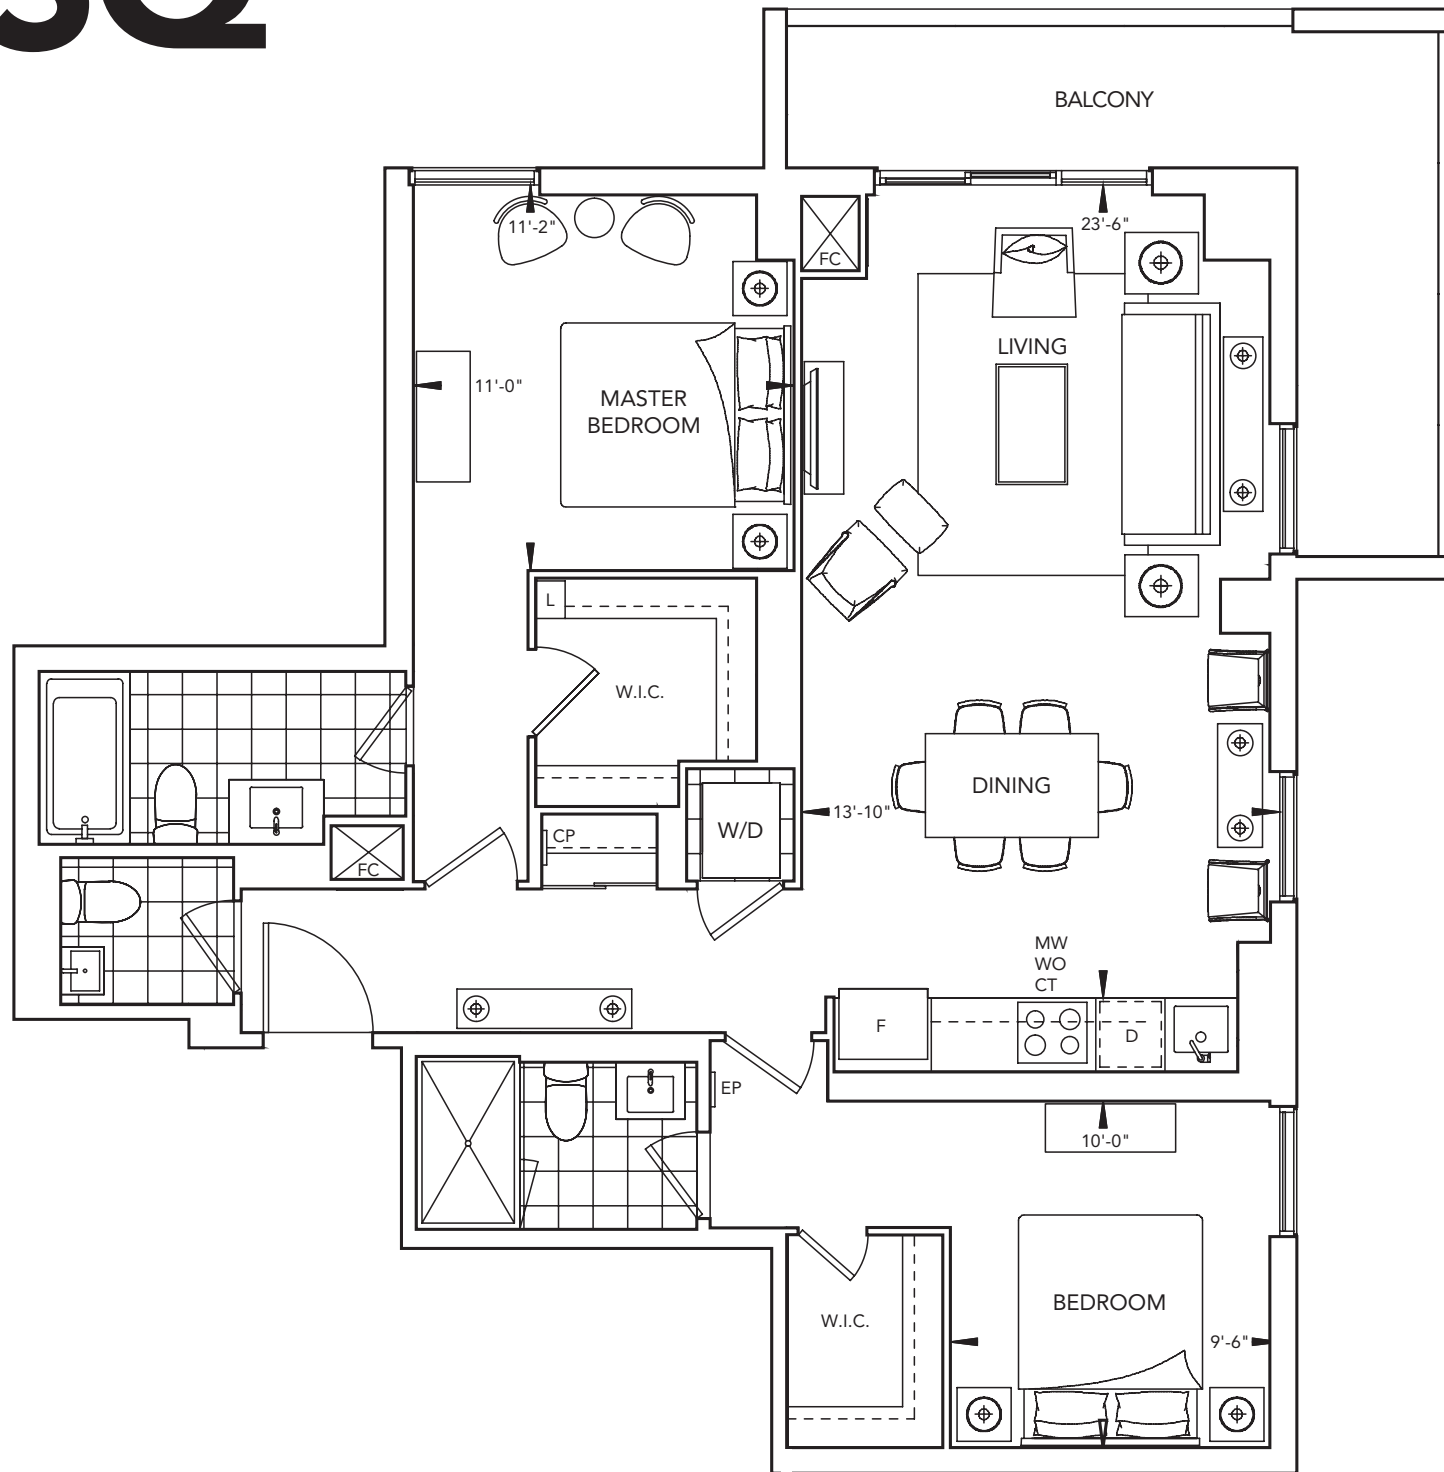 SQ
BALCONY
11'-2"
23'-6"
FC
LIVING
11'-0"
MASTER
BEDROOM
L
W.I.C.
DINING
13'-10"
W/D
CP
FC
MW
WO
CT
F
D
EP
10'-0"
BEDROOM
W.I.C.
9'-6"